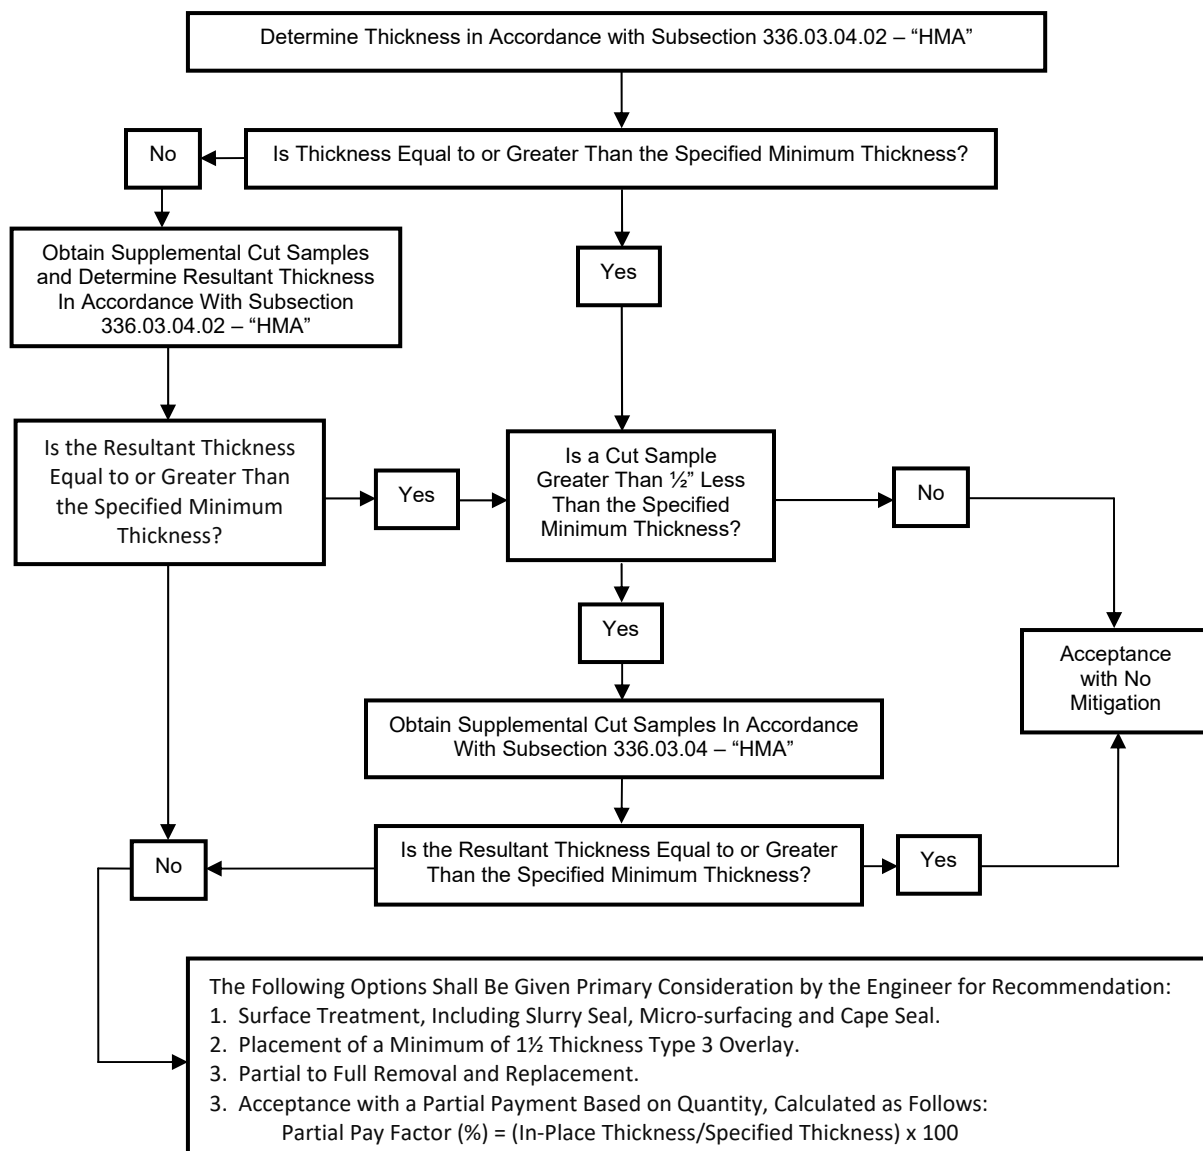 Determine Thickness in Accordance with Subsection 336.03.04.02 – “HMA”
No
Is Thickness Equal to or Greater Than the Specified Minimum Thickness?
Obtain Supplemental Cut Samples
and Determine Resultant Thickness
In Accordance With Subsection
336.03.04.02 – “HMA”
Yes
Is the Resultant Thickness
Equal to or Greater Than
the Specified Minimum
Thickness?
Yes
Is a Cut Sample
Greater Than ½” Less
Than the Specified
Minimum Thickness?
No
Yes
Acceptance
with No
Mitigation
Obtain Supplemental Cut Samples In Accordance
With Subsection 336.03.04 – “HMA”
No
Is the Resultant Thickness Equal to or Greater
Than the Specified Minimum Thickness?
Yes
The Following Options Shall Be Given Primary Consideration by the Engineer for Recommendation:
1. Surface Treatment, Including Slurry Seal, Micro-surfacing and Cape Seal.
2. Placement of a Minimum of 1½ Thickness Type 3 Overlay.
3. Partial to Full Removal and Replacement.
3. Acceptance with a Partial Payment Based on Quantity, Calculated as Follows:
Partial Pay Factor (%) = (In-Place Thickness/Specified Thickness) x 100